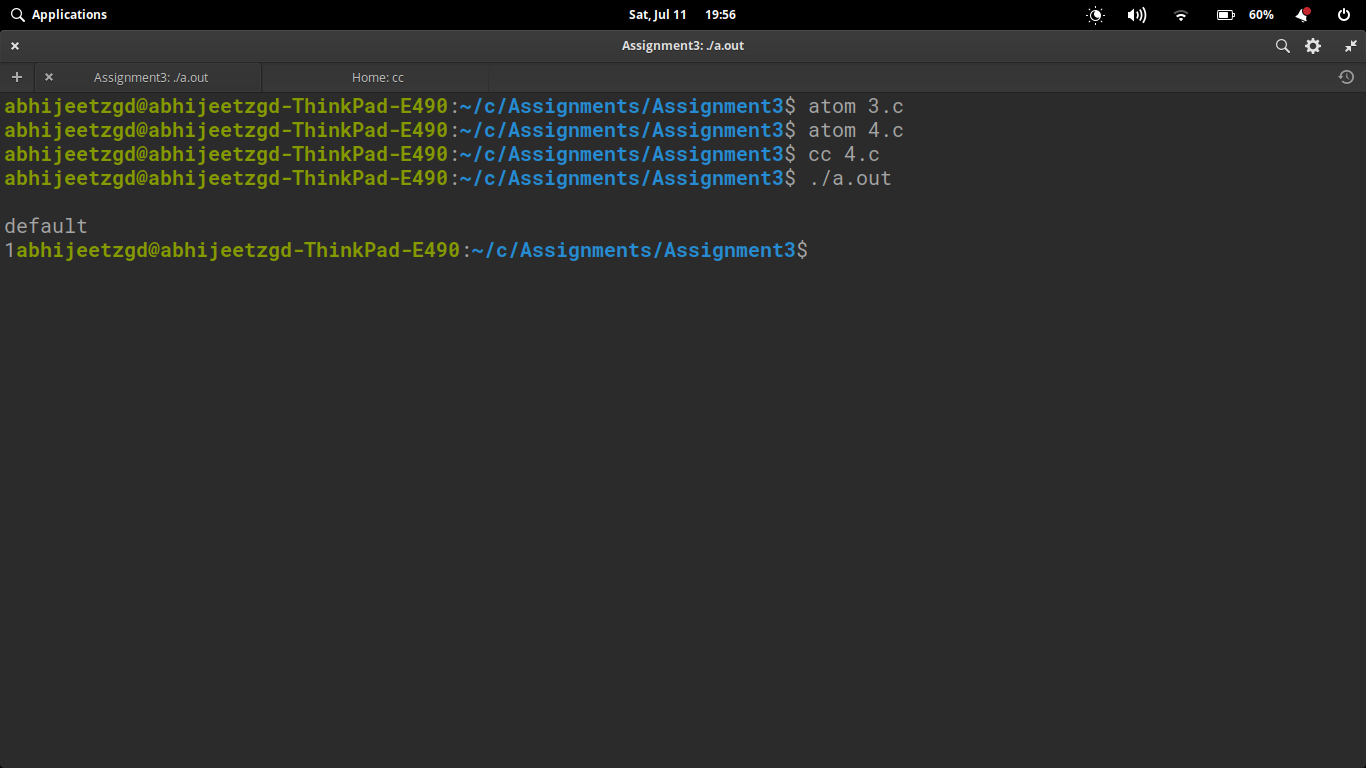 Applications
Sat, Jul 11 19:56
60%
Assignment3: ./a.out
Assignment3: ./a.out
Home: cc
abhijeetzgd@abhijeetzgd-ThinkPad-E490:~/c/Assignments/Assignment3$ atom 3.c
abhijeetzgd@abhijeetzgd-ThinkPad-E490:~/c/Assignments/Assignment3$ atom 4.c
abhijeetzgd@abhijeetzgd-ThinkPad-E490:~/c/Assignments/Assignment3$ cc 4.c
abhijeetzgd@abhijeetzgd-ThinkPad-E490:~/c/Assignments/Assignment3$ ./a.out
default
1abhijeetzgd@abhijeetzgd-ThinkPad-E490:~/c/Assignments/Assignment3$